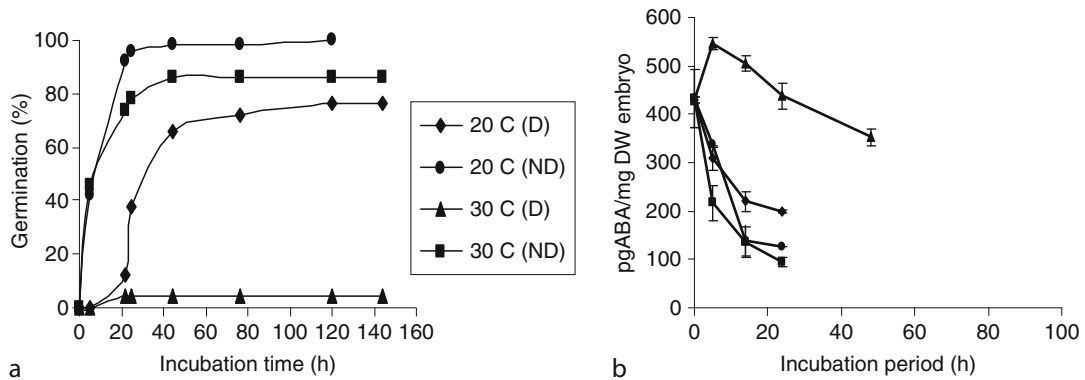 100
80
60
40
20
0
Germination (%)
0 20 40 60 80 100 120 140 160
Incubation time (h)
a
20 C (D)
20 C (ND)
30 C (D)
30 C (ND)
600
500
400
300
200
100
0
pgABA/mg DW embryo
0 20 40 60 80 100
Incubation period (h)
b